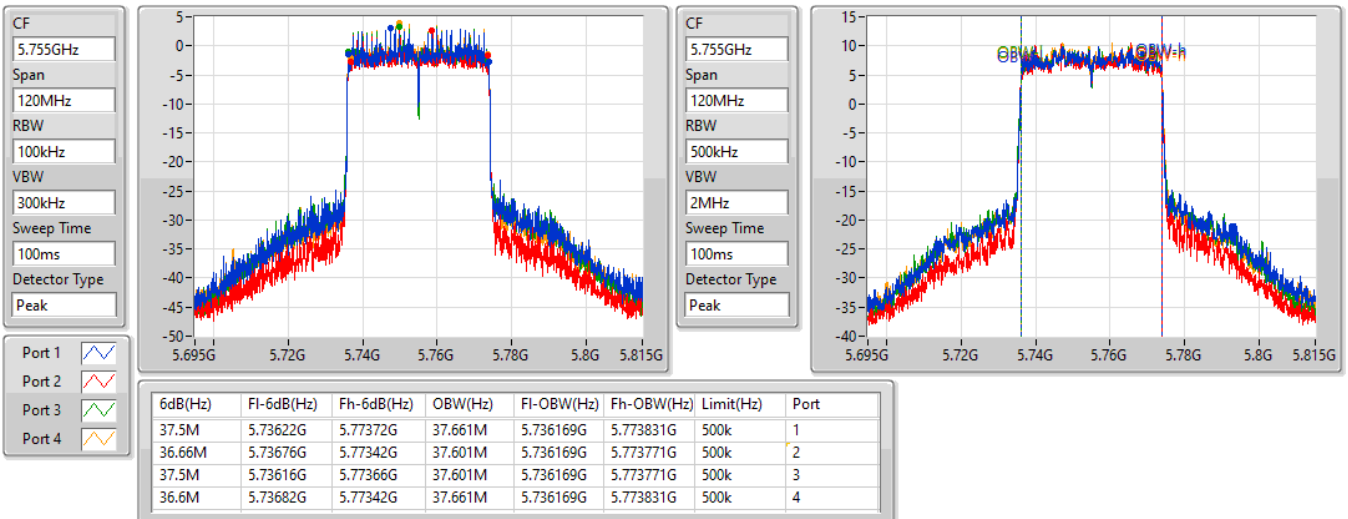 CF
5.755GHz
Span
120MHz
RBW
100kHz
VBW
300kHz
Sweep Time
100ms
Detector Type
Peak
5
0
-5
-10
-15
-20
-25
-30
-35
-40
-45
-50
5.695G 5.72G 5.74G 5.76G 5.78G 5.8G 5.815G
CF
5.755GHz
Span
120MHz
RBW
500kHz
VBW
2MHz
Sweep Time
100ms
Detector Type
Peak
15
10
5
0
-5
-10
-15
-20
-25
-30
-35
-40
OBW-h
5.695G 5.72G 5.74G 5.76G 5.78G 5.8G 5.815G
Port 1
Port 2
Port 3
Port 4
6dB(Hz) Fl-6dB(Hz) Fh-6dB(Hz) OBW(Hz) Fl-OBW(Hz) Fh-OBW(Hz) Limit(Hz) Port
37.5M 5.73622G 5.77372G 37.661M 5.736169G 5.773831G 500k 1
36.66M 5.73676G 5.77342G 37.601M 5.736169G 5.773771G 500k 2
37.5M 5.73616G 5.77366G 37.601M 5.736169G 5.773771G 500k 3
36.6M 5.73682G 5.77342G 37.661M 5.736169G 5.773831G 500k 4